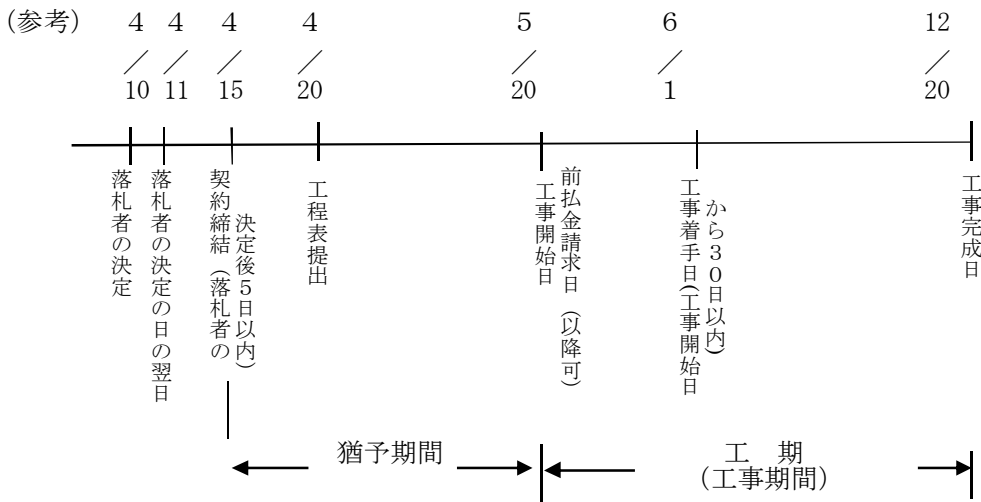 (参考)
4/10
4/11
4/15
4/20
5/20
6/1
12/20
落札者の決定
落札者の決定の日の翌日
契約締結(落札者の
決定後5日以内)
工程表提出
工事開始日
前払金請求日(以降可)
工事着手日(工事開始日
から30日以内)
工事完成日
猶予期間
工 期
(工事期間)